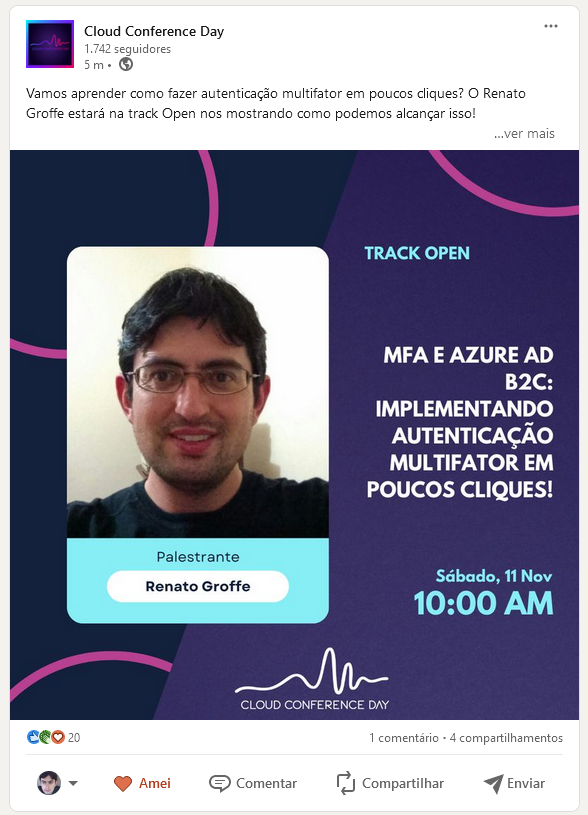 Cloud Conference Day
1.742 seguidores
5 m •
Vamos aprender como fazer autenticação multifator em poucos cliques? O Renato
Groffe estará na track Open nos mostrando como podemos alcançar isso!
...ver mais
TRACK OPEN
MFA E AZURE AD
B2C:
IMPLEMENTANDO
AUTENTICAÇÃO
MULTIFATOR EM
POUCOS CLIQUES!
Palestrante
Renato Groffe
Sábado, 11 Nov
10:00 AM
CLOUD CONFERENCE DAY
20
1 comentário • 4 compartilhamentos
Amei
Comentar
Compartilhar
Enviar